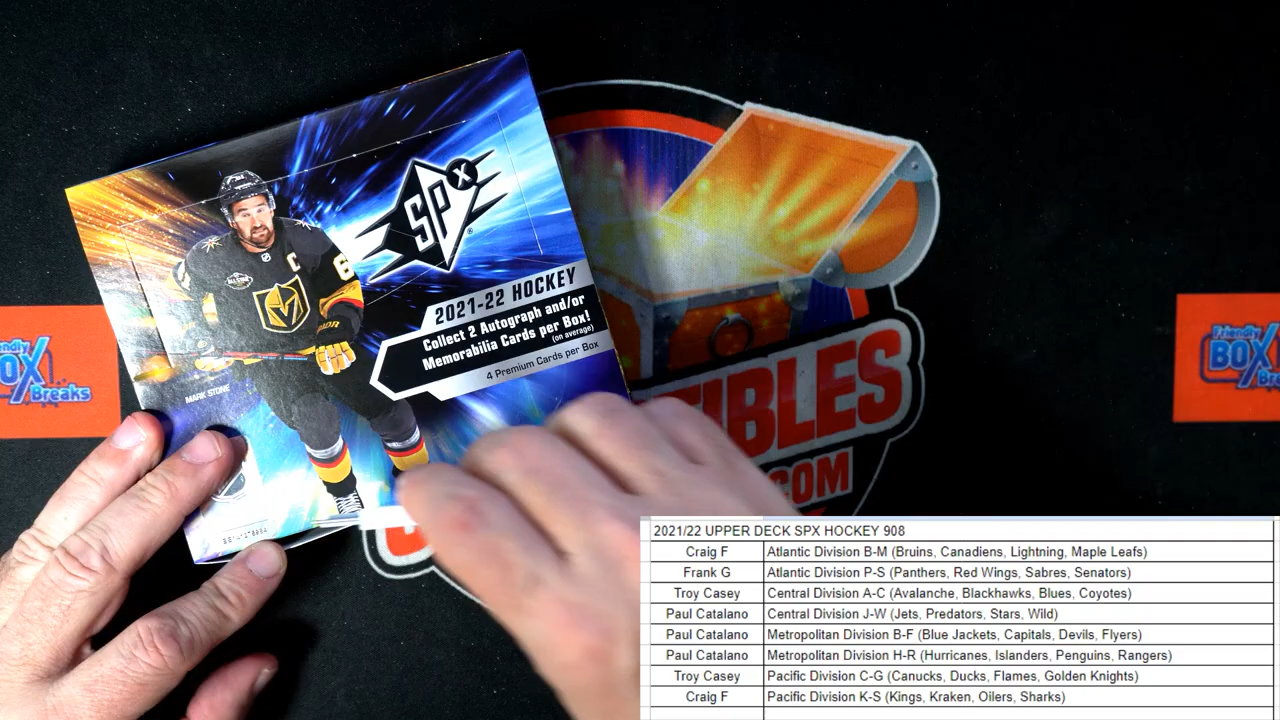 SPx
2021-22 HOCKEY
Collect 2 Autograph and/or
Memorabilia Cards per Box!
(on average)
4 Premium Cards per Box
MARK STONE
C
TIBLES
.COM
BOX
Breaks
Friendly
BOX
2021/22 UPPER DECK SPX HOCKEY 908
Craig F Atlantic Division B-M (Bruins, Canadiens, Lightning, Maple Leafs)
Frank G Atlantic Division P-S (Panthers, Red Wings, Sabres, Senators)
Troy Casey Central Division A-C (Avalanche, Blackhawks, Blues, Coyotes)
Paul Catalano Central Division J-W (Jets, Predators, Stars, Wild)
Paul Catalano Metropolitan Division B-F (Blue Jackets, Capitals, Devils, Flyers)
Paul Catalano Metropolitan Division H-R (Hurricanes, Islanders, Penguins, Rangers)
Troy Casey Pacific Division C-G (Canucks, Ducks, Flames, Golden Knights)
Craig F Pacific Division K-S (Kings, Kraken, Oilers, Sharks)